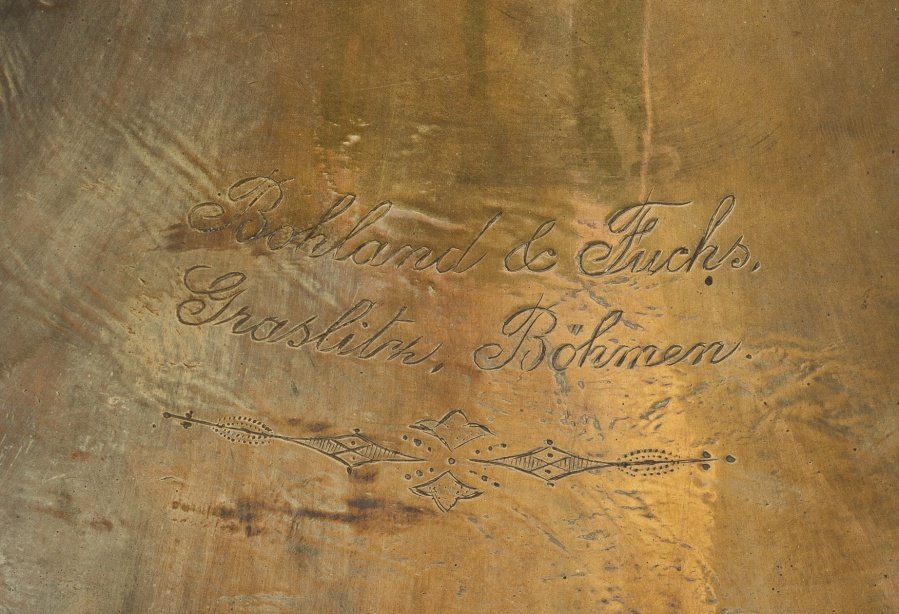 Bohland & Fuchs,
Graslitz, Böhmen.